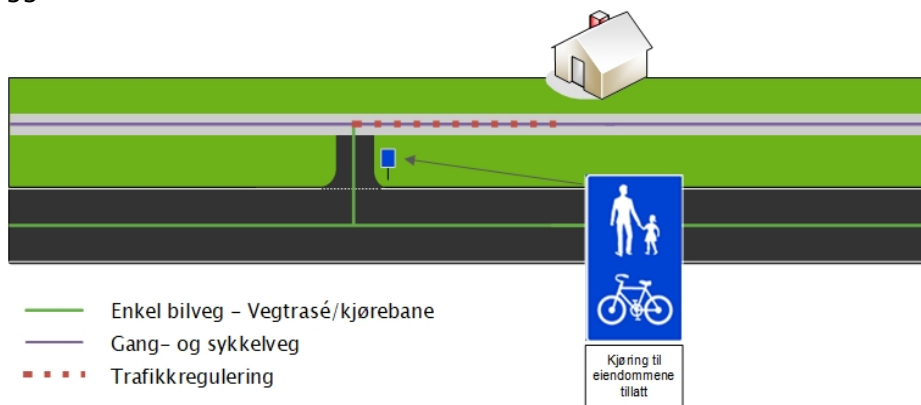 Enkel bilveg – Vegtrasé/kjørebane
Gang- og sykkelveg
Trafikkregulering
Kjøring til
eiendommene
tillatt